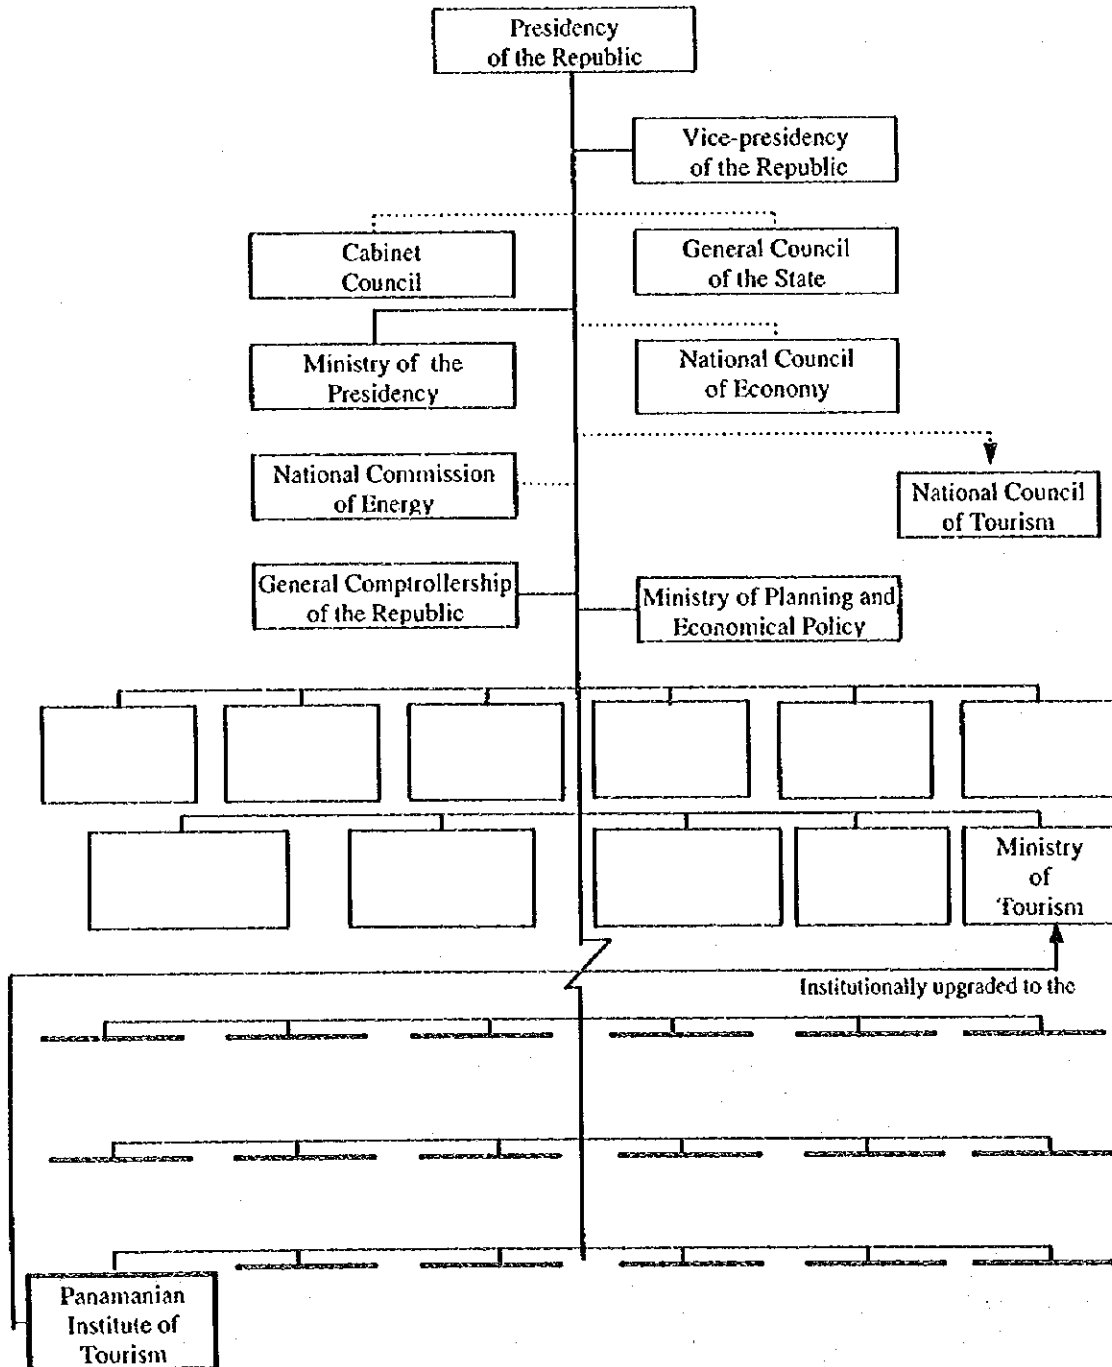 Presidency
of the Republic
Vice-presidency
of the Republic
Cabinet
Council
General Council
of the State
Ministry of the
Presidency
National Council
of Economy
National Commission
of Energy
National Council
of Tourism
General Comptrollership
of the Republic
Ministry of Planning and
Economical Policy
Ministry
of
Tourism
Institutionally upgraded to the
Panamanian
Institute of
Tourism